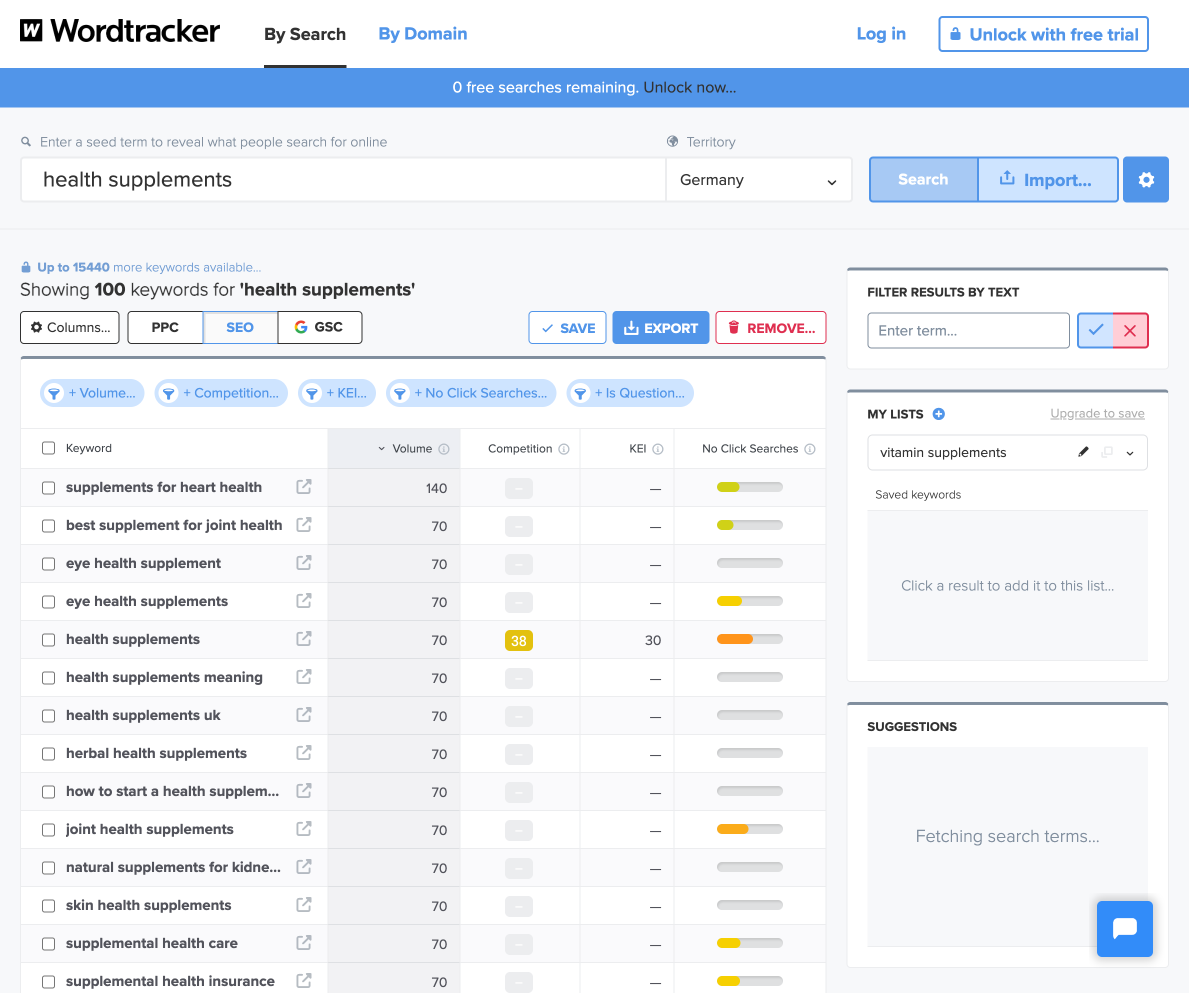 W Wordtracker By Search By Domain Log in Unlock with free trial
0 free searches remaining. Unlock now...
Enter a seed term to reveal what people search for online Territory
health supplements Germany Search Import...
Up to 15440 more keywords available...
Showing 100 keywords for 'health supplements'
Columns... PPC SEO GSC SAVE EXPORT REMOVE...
+ Volume... + Competition... + KEI... + No Click Searches... + Is Question...
Keyword Volume Competition KEI No Click Searches
supplements for heart health 140 – —
best supplement for joint health 70 – —
eye health supplement 70 – —
eye health supplements 70 – —
health supplements 70 38 30
health supplements meaning 70 – —
health supplements uk 70 – —
herbal health supplements 70 – —
how to start a health supplem... 70 – —
joint health supplements 70 – —
natural supplements for kidne... 70 – —
skin health supplements 70 – —
supplemental health care 70 – —
supplemental health insurance 70 – —
FILTER RESULTS BY TEXT
Enter term...
MY LISTS Upgrade to save
vitamin supplements
Saved keywords
Click a result to add it to this list...
SUGGESTIONS
Fetching search terms...